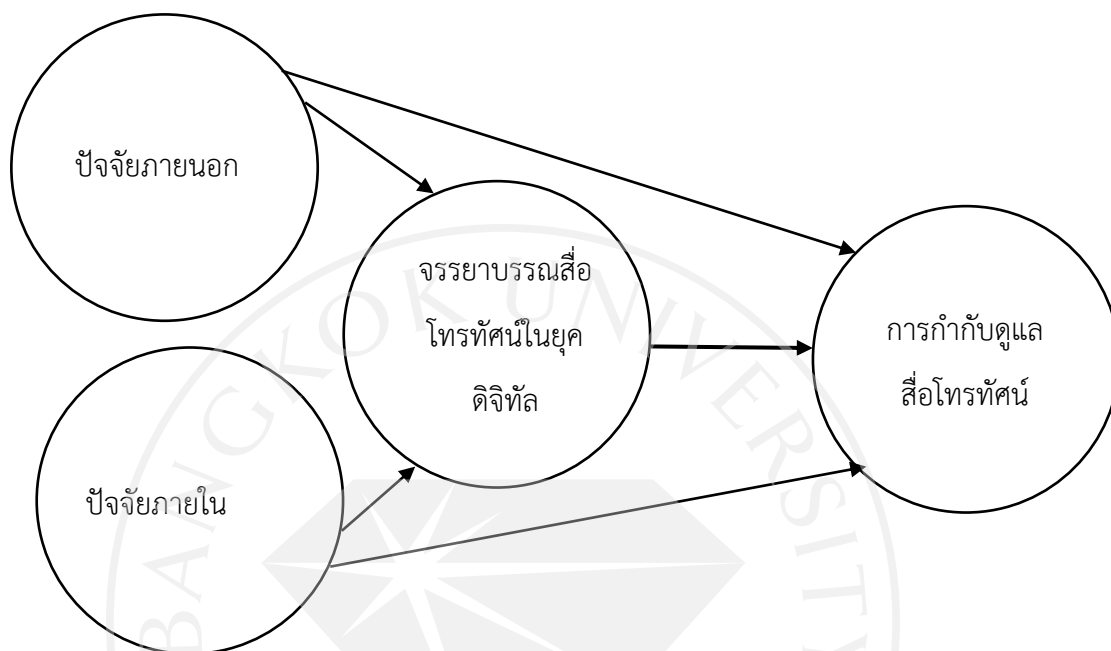 ปัจจัยภายนอก
จรรยาบรรณสื่อ
โทรทัศน์ในยุค
ดิจิทัล
การกำกับดูแล
สื่อโทรทัศน์
ปัจจัยภายใน
BANGKOK UNIVERSITY